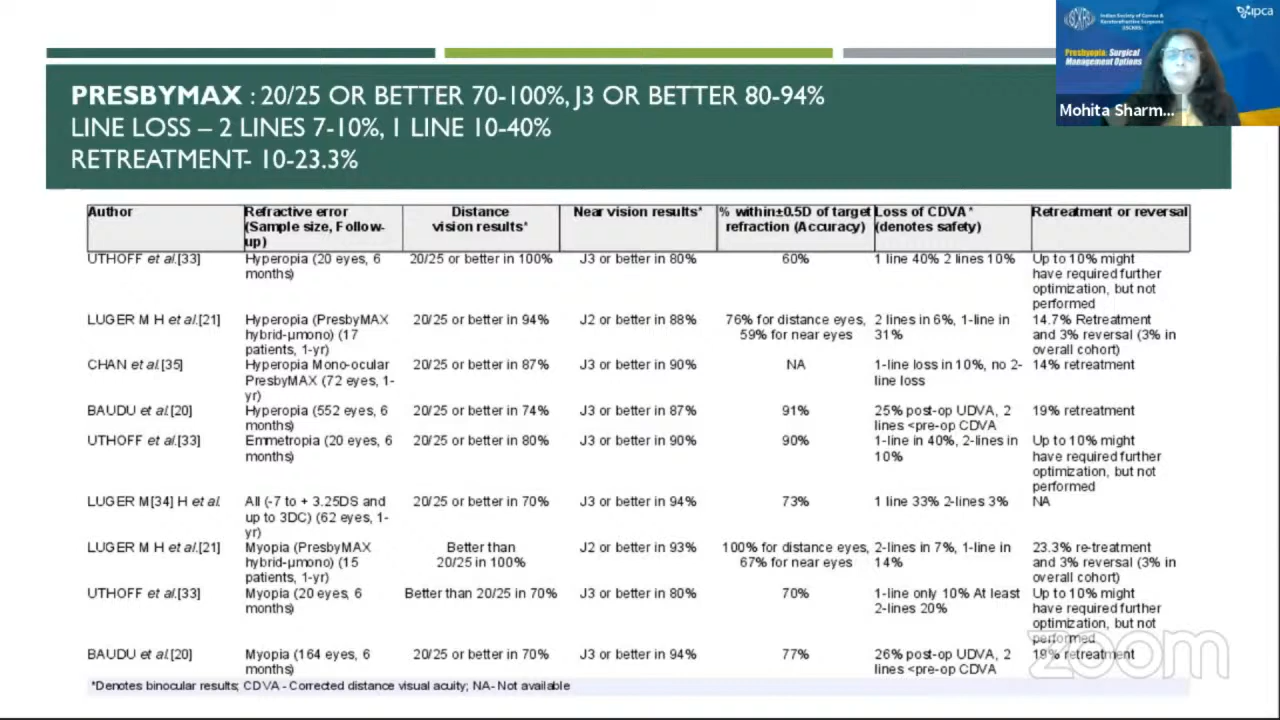 PRESBYMAX : 20/25 OR BETTER 70-100%, J3 OR BETTER 80-94%
LINE LOSS – 2 LINES 7-10%, 1 LINE 10-40%
RETREATMENT- 10-23.3%
Indian Society of Cornea &
Keratorefractive Surgeons
(ISCKRS)
ipca
Presbyopia: Surgical
Management Options
Mohita Sharm...
Author
Refractive error
(Sample size, Follow-
up)
Distance
vision results*
Near vision results*
% within±0.5D of target
refraction (Accuracy)
Loss of CDVA*
(denotes safety)
Retreatment or reversal
UTHOFF et al.[33]
Hyperopia (20 eyes, 6
months)
20/25 or better in 100%
J3 or better in 80%
60%
1 line 40% 2 lines 10%
Up to 10% might
have required further
optimization, but not
performed
LUGER M H et al.[21]
Hyperopia (PresbyMAX
hybrid-µmono) (17
patients, 1-yr)
20/25 or better in 94%
J2 or better in 88%
76% for distance eyes,
59% for near eyes
2 lines in 6%, 1-line in
31%
14.7% Retreatment
and 3% reversal (3% in
overall cohort)
CHAN et al.[35]
Hyperopia Mono-ocular
PresbyMAX (72 eyes, 1-
yr)
20/25 or better in 87%
J3 or better in 90%
NA
1-line loss in 10%, no 2-
line loss
14% retreatment
BAUDU et al.[20]
Hyperopia (552 eyes, 6
months)
20/25 or better in 74%
J3 or better in 87%
91%
25% post-op UDVA, 2
lines <pre-op CDVA
19% retreatment
UTHOFF et al.[33]
Emmetropia (20 eyes, 6
months)
20/25 or better in 80%
J3 or better in 90%
90%
1-line in 40%, 2-lines in
10%
Up to 10% might
have required further
optimization, but not
performed
LUGER M[34] H et al.
All (-7 to + 3.25DS and
up to 3DC) (62 eyes, 1-
yr)
20/25 or better in 70%
J3 or better in 94%
73%
1 line 33% 2-lines 3%
NA
LUGER M H et al.[21]
Myopia (PresbyMAX
hybrid-µmono) (15
patients, 1-yr)
Better than
20/25 in 100%
J2 or better in 93%
100% for distance eyes,
67% for near eyes
2-lines in 7%, 1-line in
14%
23.3% re-treatment
and 3% reversal (3% in
overall cohort)
UTHOFF et al.[33]
Myopia (20 eyes, 6
months)
Better than 20/25 in 70%
J3 or better in 80%
70%
1-line only 10% At least
2-lines 20%
Up to 10% might
have required further
optimization, but not
performed
BAUDU et al.[20]
Myopia (164 eyes, 6
months)
20/25 or better in 70%
J3 or better in 94%
77%
26% post-op UDVA, 2
lines <pre-op CDVA
19% retreatment
*Denotes binocular results; CDVA - Corrected distance visual acuity; NA- Not available
zoom